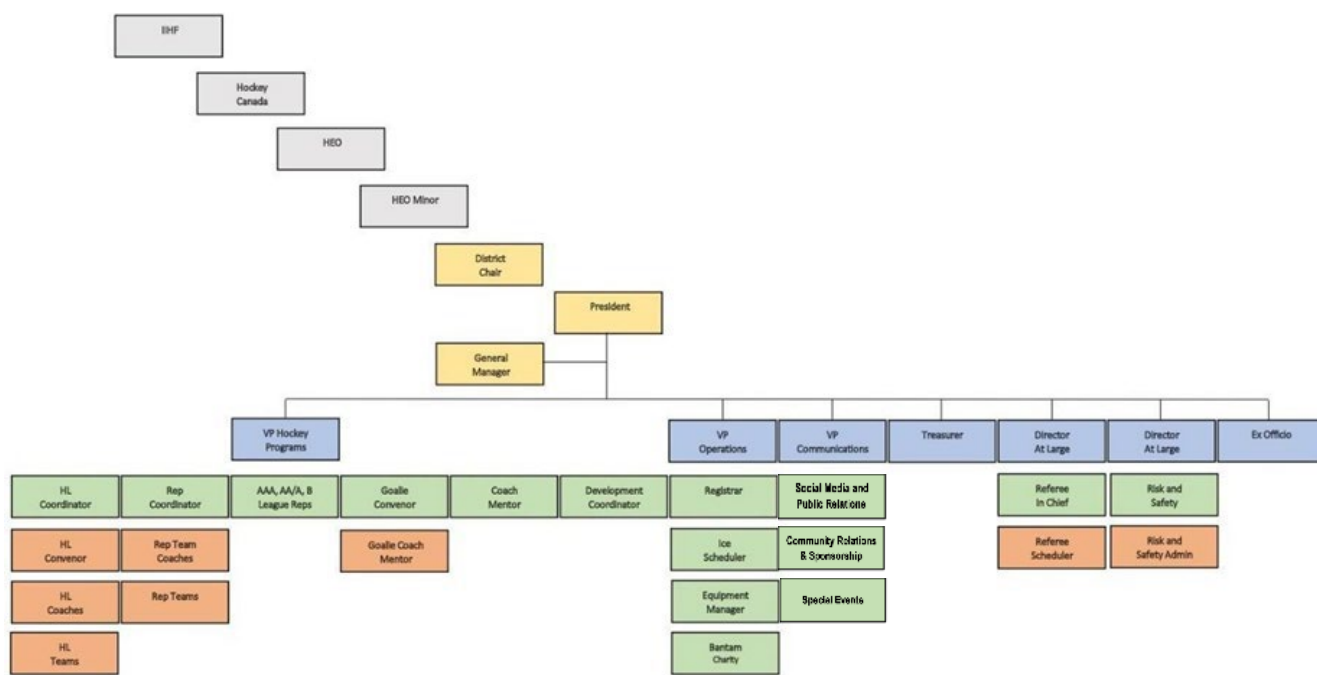 IIHF
Hockey
Canada
HEO
HEO Minor
District
Chair
President
General
Manager
VP Hockey
Programs
VP
Operations
VP
Communications
Treasurer
Director
At Large
Director
At Large
Ex Officio
HL
Coordinator
Rep
Coordinator
AAA, AA/A, B
League Reps
Goalie
Convenor
Coach
Mentor
Development
Coordinator
Registrar
Social Media and
Public Relations
Referee
In Chief
Risk and
Safety
HL
Convenor
Rep Team
Coaches
Goalie Coach
Mentor
Ice
Scheduler
Community Relations
& Sponsorship
Referee
Scheduler
Risk and
Safety Admin
HL
Coaches
Rep Teams
Equipment
Manager
Special Events
HL
Teams
Bantam
Charity